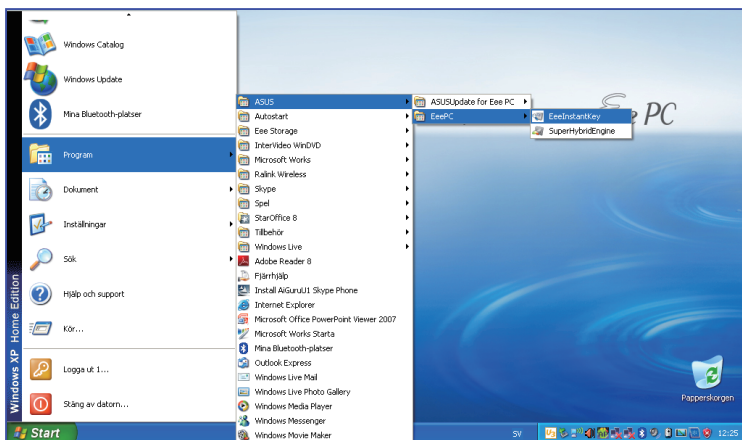 Windows Catalog
Windows Update
Mina Bluetooth-platser
Program
Dokument
Inställningar
Sök
Hjälp och support
Kör...
Logga ut 1...
Stäng av datorn...
Windows XP Home Edition
ASUS
Autostart
Eee Storage
InterVideo WinDVD
Microsoft Works
Ralink Wireless
Skype
Spel
StarOffice 8
Tillbehör
Windows Live
Adobe Reader 8
Fjärrhjälp
Install AiGuruU1 Skype Phone
Internet Explorer
Microsoft Office PowerPoint Viewer 2007
Microsoft Works Starta
Mina Bluetooth-platser
Outlook Express
Windows Live Mail
Windows Live Photo Gallery
Windows Media Player
Windows Messenger
Windows Movie Maker
ASUSUpdate for Eee PC
EeePC
EeeInstantKey
SuperHybridEngine
PC
Papperskorgen
Start
SV
12:25